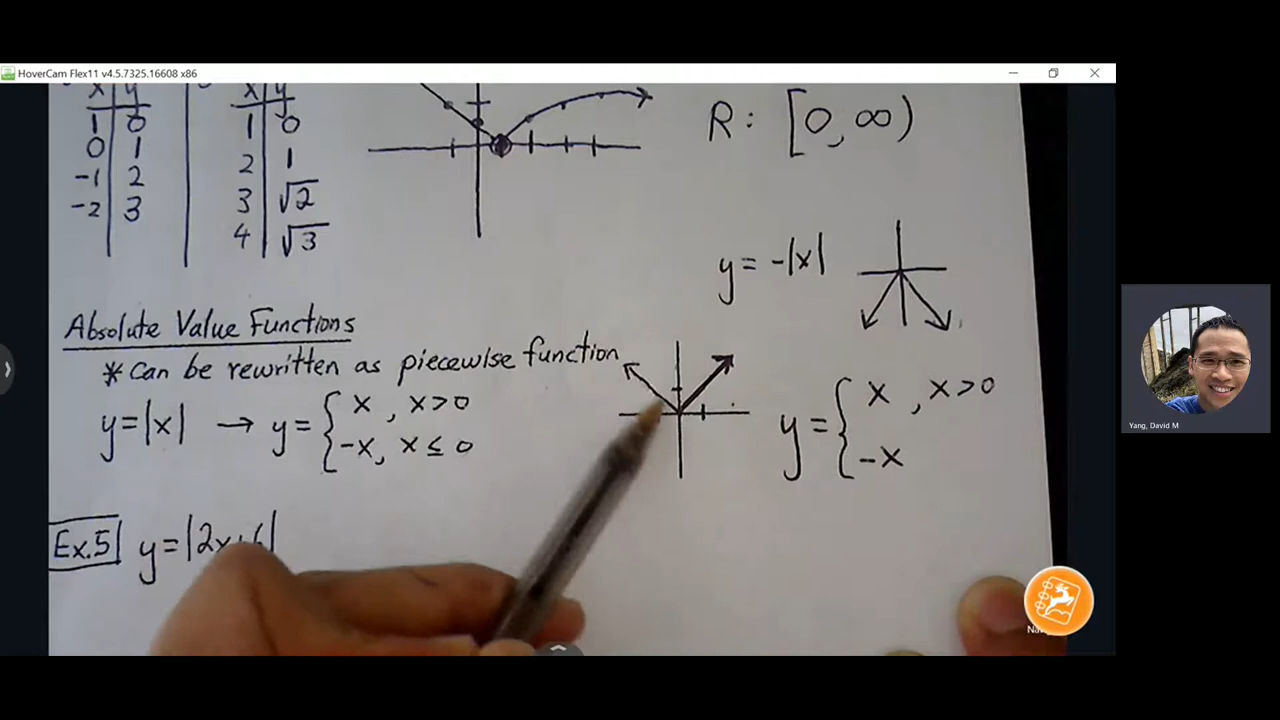 HoverCam Flex11 v4.5.7325.16608 x86
x y
1 0
0 1
-1 2
-2 3
x y
1 0
2 1
3 √2
4 √3
R: [0, ∞)
y = -|x|
Absolute Value Functions
* Can be rewritten as piecewise function
y=|x| → y= { x , x>0
-x, x ≤ 0
y= { x , x>0
-x
Ex.5 y=|2x+6|
Yang, David M